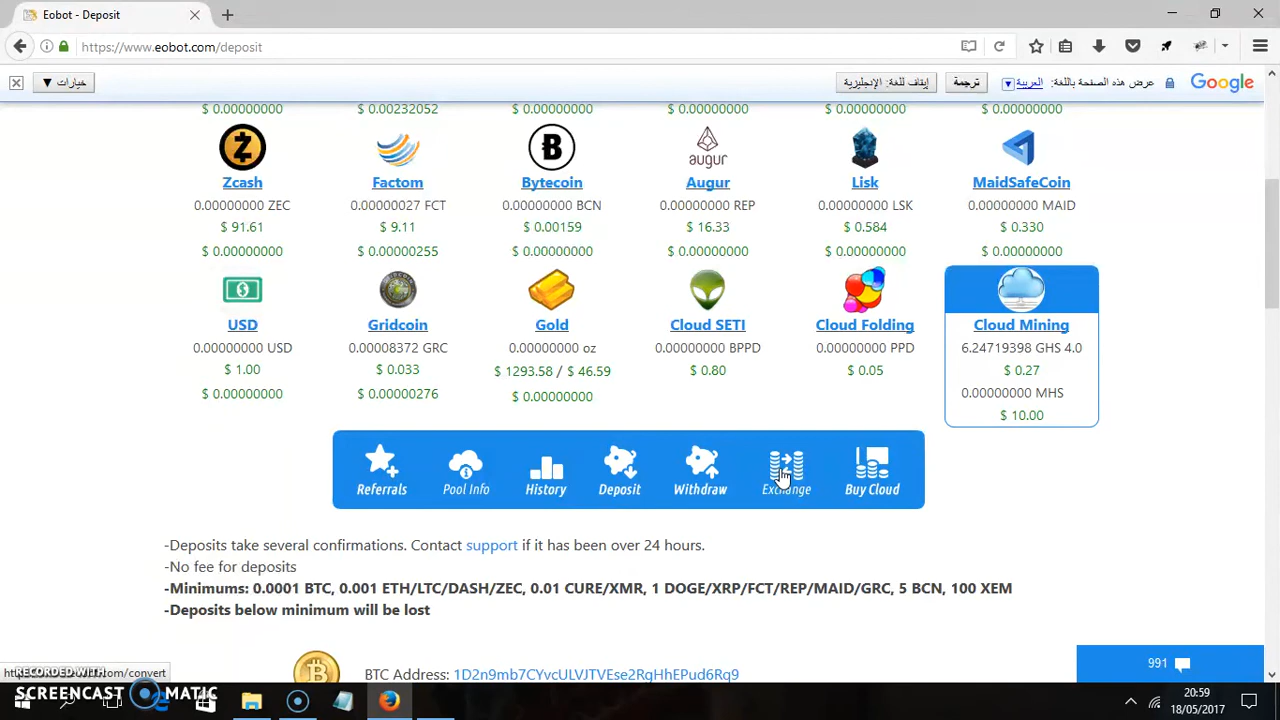 Eobot - Deposit
https://www.eobot.com/deposit
خيارات ▼
إيقاف للغة: الإنجليزية
ترجمة
العربية
عرض هذه الصفحة باللغة:
Google
$ 0.00000000 $ 0.00232052 $ 0.00000000 $ 0.00000000 $ 0.00000000 $ 0.00000000
Zcash Factom Bytecoin Augur Lisk MaidSafeCoin
0.00000000 ZEC 0.00000027 FCT 0.00000000 BCN 0.00000000 REP 0.00000000 LSK 0.00000000 MAID
$ 91.61 $ 9.11 $ 0.00159 $ 16.33 $ 0.584 $ 0.330
$ 0.00000000 $ 0.00000255 $ 0.00000000 $ 0.00000000 $ 0.00000000 $ 0.00000000
USD Gridcoin Gold Cloud SETI Cloud Folding Cloud Mining
0.00000000 USD 0.00008372 GRC 0.00000000 oz 0.00000000 BPPD 0.00000000 PPD 6.24719398 GHS 4.0
$ 1.00 $ 0.033 $ 1293.58 / $ 46.59 $ 0.80 $ 0.05 $ 0.27
$ 0.00000000 $ 0.00000276 $ 0.00000000 0.00000000 MHS
$ 10.00
Referrals Pool Info History Deposit Withdraw Exchange Buy Cloud
-Deposits take several confirmations. Contact support if it has been over 24 hours.
-No fee for deposits
-Minimums: 0.0001 BTC, 0.001 ETH/LTC/DASH/ZEC, 0.01 CURE/XMR, 1 DOGE/XRP/FCT/REP/MAID/GRC, 5 BCN, 100 XEM
-Deposits below minimum will be lost
BTC Address: 1D2n9mb7CYvcULVJTVEse2RgHhEPud6Rq9
991
RECORDED WITH
SCREENCAST MATIC
om/convert
20:59
18/05/2017